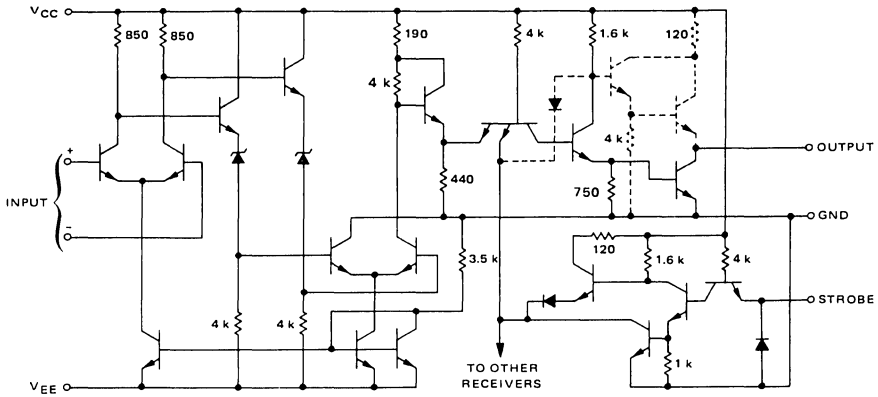 VCC
850
850
190
4 k
1.6 k
120
4 k
4 k
OUTPUT
+
INPUT
−
440
750
GND
120
1.6 k
4 k
3.5 k
STROBE
4 k
4 k
TO OTHER
RECEIVERS
1 k
VEE